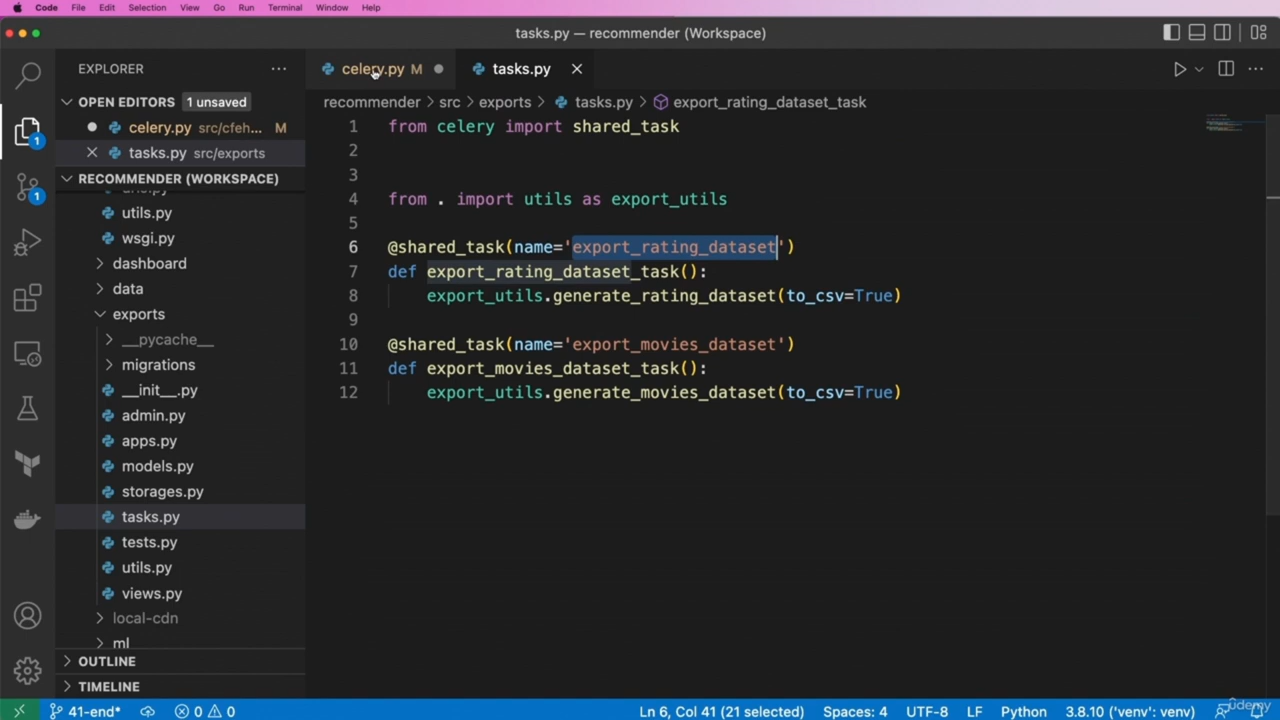 Code File Edit Selection View Go Run Terminal Window Help
tasks.py — recommender (Workspace)
EXPLORER
celery.py M
tasks.py
OPEN EDITORS 1 unsaved
recommender > src > exports > tasks.py > export_rating_dataset_task
celery.py src/cfeh... M
tasks.py src/exports
RECOMMENDER (WORKSPACE)
utils.py
wsgi.py
dashboard
data
exports
__pycache__
migrations
__init__.py
admin.py
apps.py
models.py
storages.py
tasks.py
tests.py
utils.py
views.py
local-cdn
ml
OUTLINE
TIMELINE
1
1
1 from celery import shared_task
2
3
4 from . import utils as export_utils
5
6 @shared_task(name='export_rating_dataset')
7 def export_rating_dataset_task():
8 export_utils.generate_rating_dataset(to_csv=True)
9
10 @shared_task(name='export_movies_dataset')
11 def export_movies_dataset_task():
12 export_utils.generate_movies_dataset(to_csv=True)
41-end* 0 0 Ln 6, Col 41 (21 selected) Spaces: 4 UTF-8 LF Python 3.8.10 ('venv': venv)
ûdemy